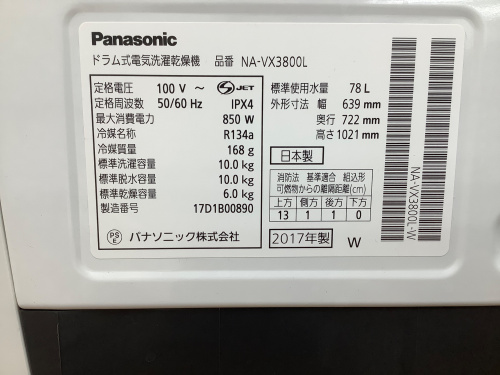 Panasonic
ドラム式電気洗濯乾燥機 品番 NA-VX3800L
定格電圧 100 V ～ S JET
定格周波数 50/60 Hz IPX4
最大消費電力 850 W
冷媒名称 R134a
冷媒質量 168 g
標準洗濯容量 10.0 kg
標準脱水容量 10.0 kg
標準乾燥容量 6.0 kg
製造番号 17D1B00890
PS E パナソニック株式会社
標準使用水量 78 L
外形寸法 幅 639 mm
奥行 722 mm
高さ 1021 mm
日本製
消防法 基準適合 組込形
可燃物からの離隔距離(cm)
上方 側方 後方 下方
13 1 1 0
2017年製 W
NA-VX3800L-W